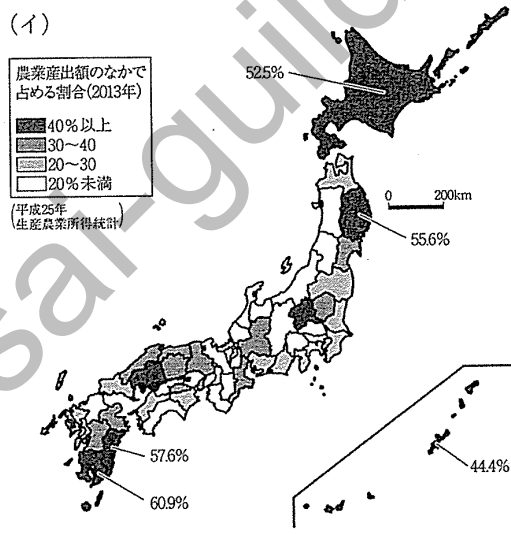 (イ)
農業産出額のなかで
占める割合(2013年)
40%以上
30～40
20～30
20%未満
(平成25年
生産農業所得統計)
52.5%
0 200km
55.6%
57.6%
60.9%
44.4%
sai-guild